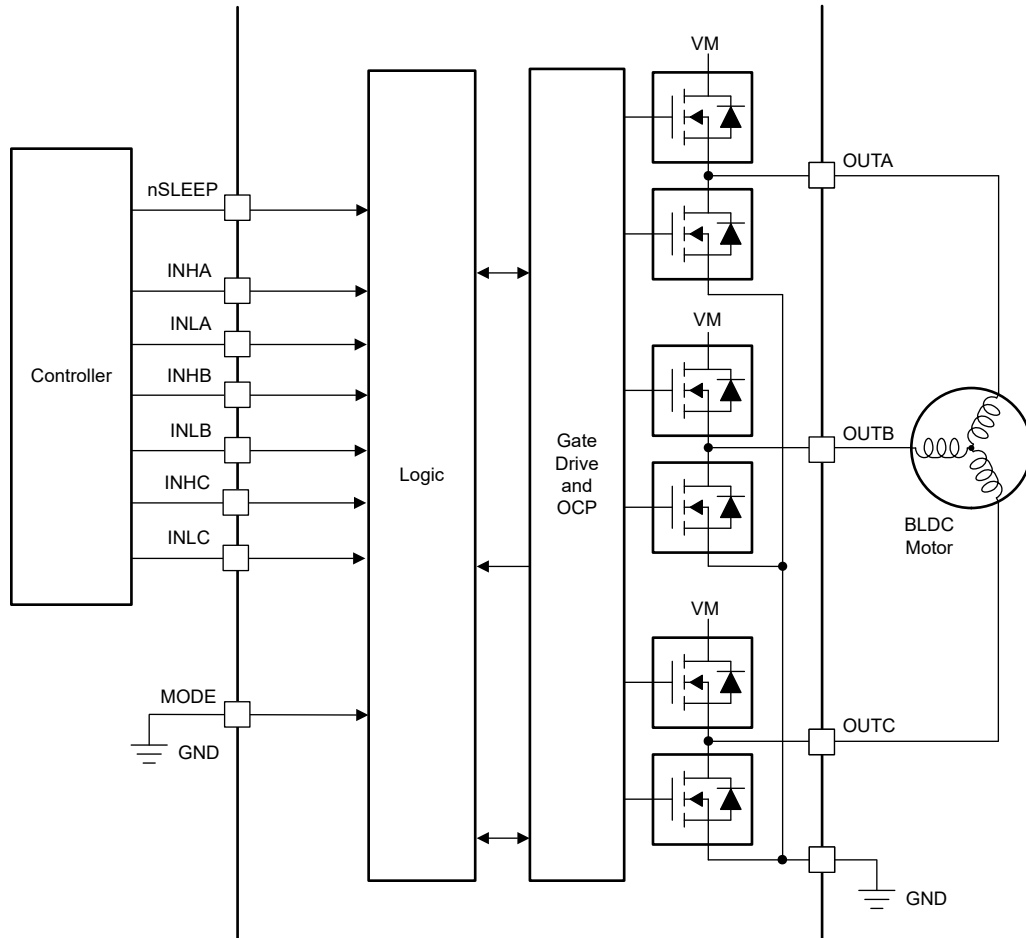 VM
nSLEEP
OUTA
INHA
INLA
VM
INHB
Controller
INLB
INHC
INLC
Logic
Gate
Drive
and
OCP
OUTB
BLDC
Motor
VM
MODE
GND
OUTC
GND